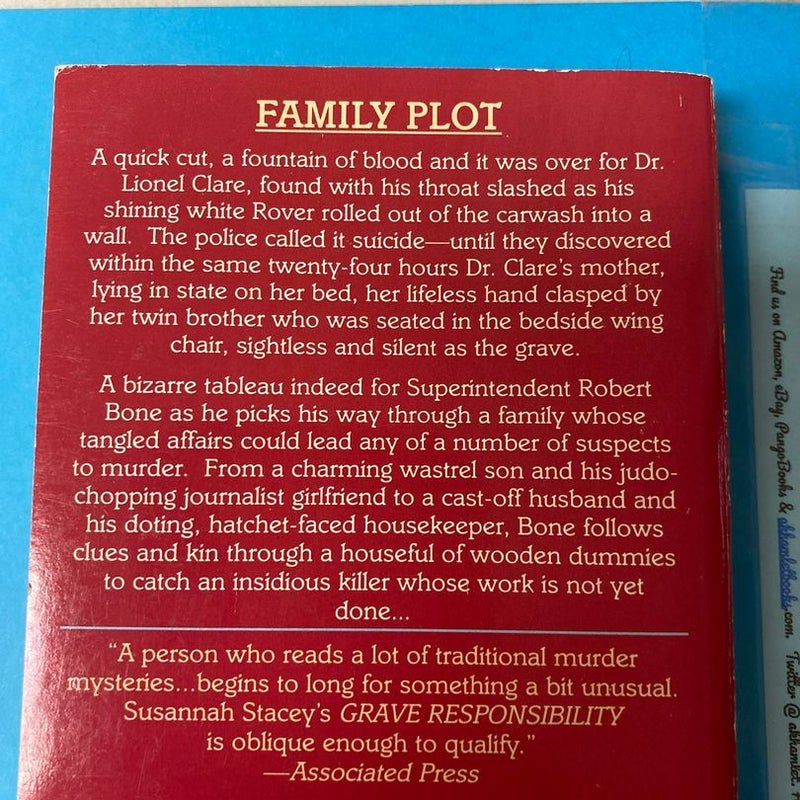 FAMILY PLOT
A quick cut, a fountain of blood and it was over for Dr.
Lionel Clare, found with his throat slashed as his
shining white Rover rolled out of the carwash into a
wall. The police called it suicide—until they discovered
within the same twenty-four hours Dr. Clare's mother,
lying in state on her bed, her lifeless hand clasped by
her twin brother who was seated in the bedside wing
chair, sightless and silent as the grave.
A bizarre tableau indeed for Superintendent Robert
Bone as he picks his way through a family whose
tangled affairs could lead any of a number of suspects
to murder. From a charming wastrel son and his judo-
chopping journalist girlfriend to a cast-off husband and
his doting, hatchet-faced housekeeper, Bone follows
clues and kin through a houseful of wooden dummies
to catch an insidious killer whose work is not yet
done...
"A person who reads a lot of traditional murder
mysteries...begins to long for something a bit unusual.
Susannah Stacey's GRAVE RESPONSIBILITY
is oblique enough to qualify."
—Associated Press
Find us on Amazon, eBay, PangoBooks & akhamletbooks.com. Twitter @ akhamlet.